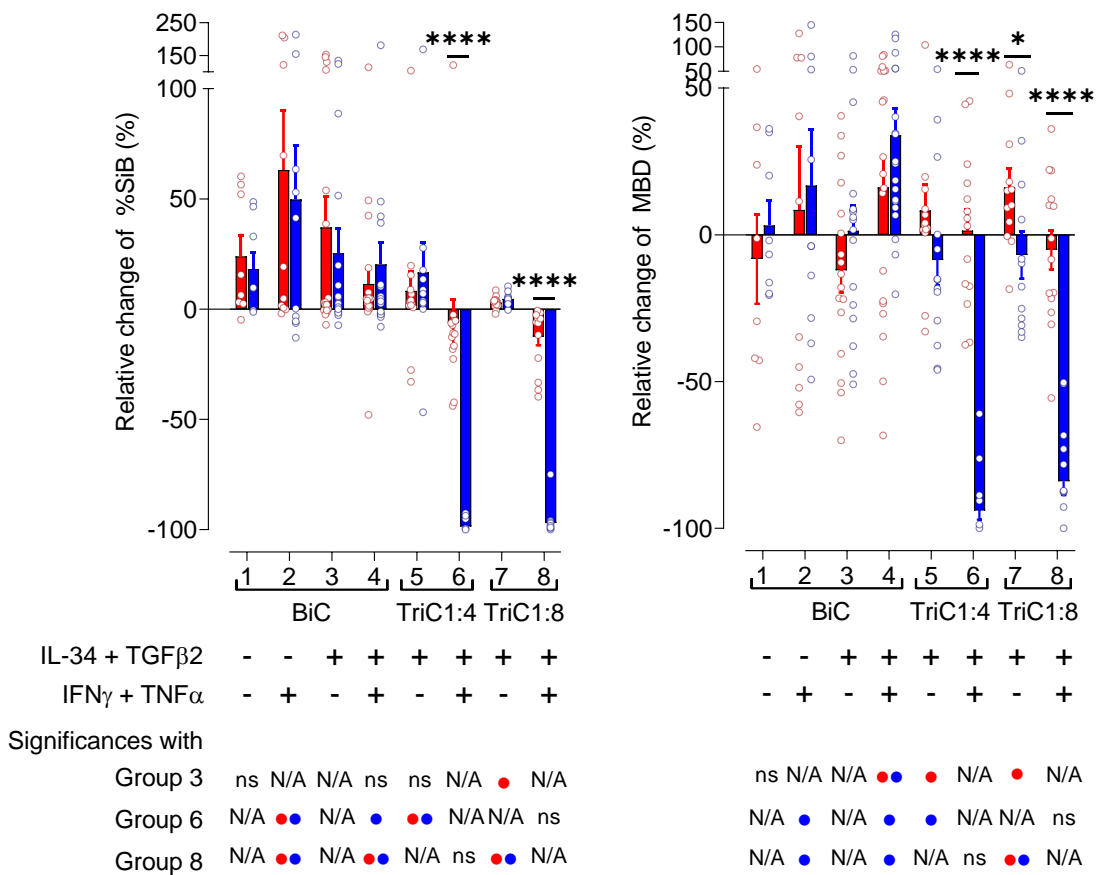 250
150
100
50
0
-50
-100
Relative change of %SiB (%)
****
****
1 2 3 4 5 6 7 8
BiC TriC1:4 TriC1:8
150
100
50
50
0
-50
-100
Relative change of MBD (%)
****
*
****
1 2 3 4 5 6 7 8
BiC TriC1:4 TriC1:8
IL-34 + TGFβ2 - - + + + + + + - - + + + + + +
IFNγ + TNFα - + - + - + - + - + - + - + - +
Significances with
Group 3 ns N/A N/A ns ns N/A N/A ns N/A N/A N/A N/A
Group 6 N/A N/A N/A N/A ns N/A N/A N/A N/A ns
Group 8 N/A N/A N/A ns N/A N/A N/A N/A ns N/A